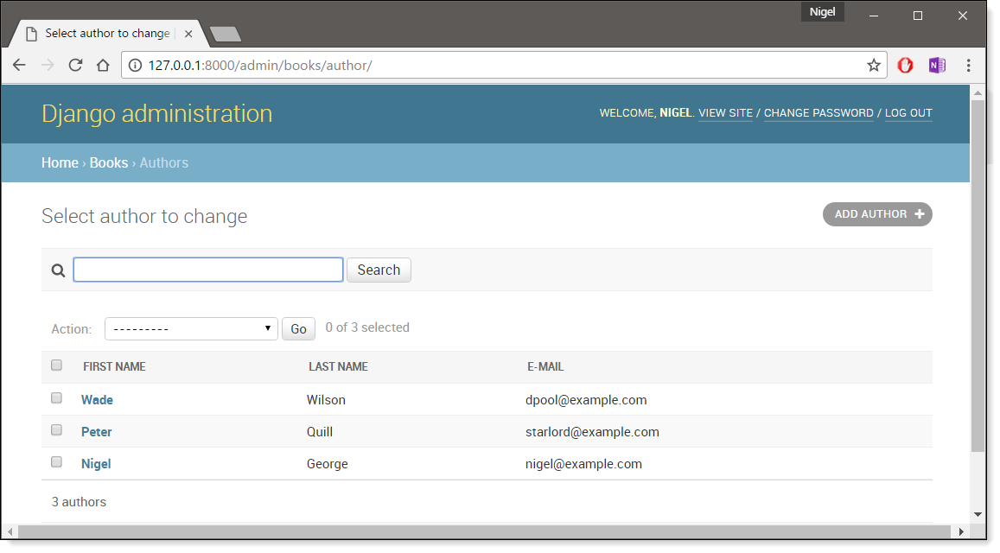 Nigel
Select author to change
127.0.0.1:8000/admin/books/author/
N
Django administration
WELCOME, NIGEL. VIEW SITE / CHANGE PASSWORD / LOG OUT
Home › Books › Authors
Select author to change
ADD AUTHOR +
Search
Action: --------- Go 0 of 3 selected
FIRST NAME LAST NAME E-MAIL
Wade Wilson dpool@example.com
Peter Quill starlord@example.com
Nigel George nigel@example.com
3 authors